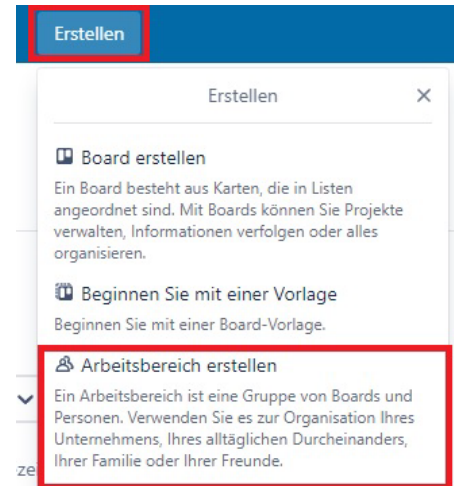 Erstellen
Erstellen
Board erstellen
Ein Board besteht aus Karten, die in Listen
angeordnet sind. Mit Boards können Sie Projekte
verwalten, Informationen verfolgen oder alles
organisieren.
Beginnen Sie mit einer Vorlage
Beginnen Sie mit einer Board-Vorlage.
Arbeitsbereich erstellen
Ein Arbeitsbereich ist eine Gruppe von Boards und
Personen. Verwenden Sie es zur Organisation Ihres
Unternehmens, Ihres alltäglichen Durcheinanders,
Ihrer Familie oder Ihrer Freunde.